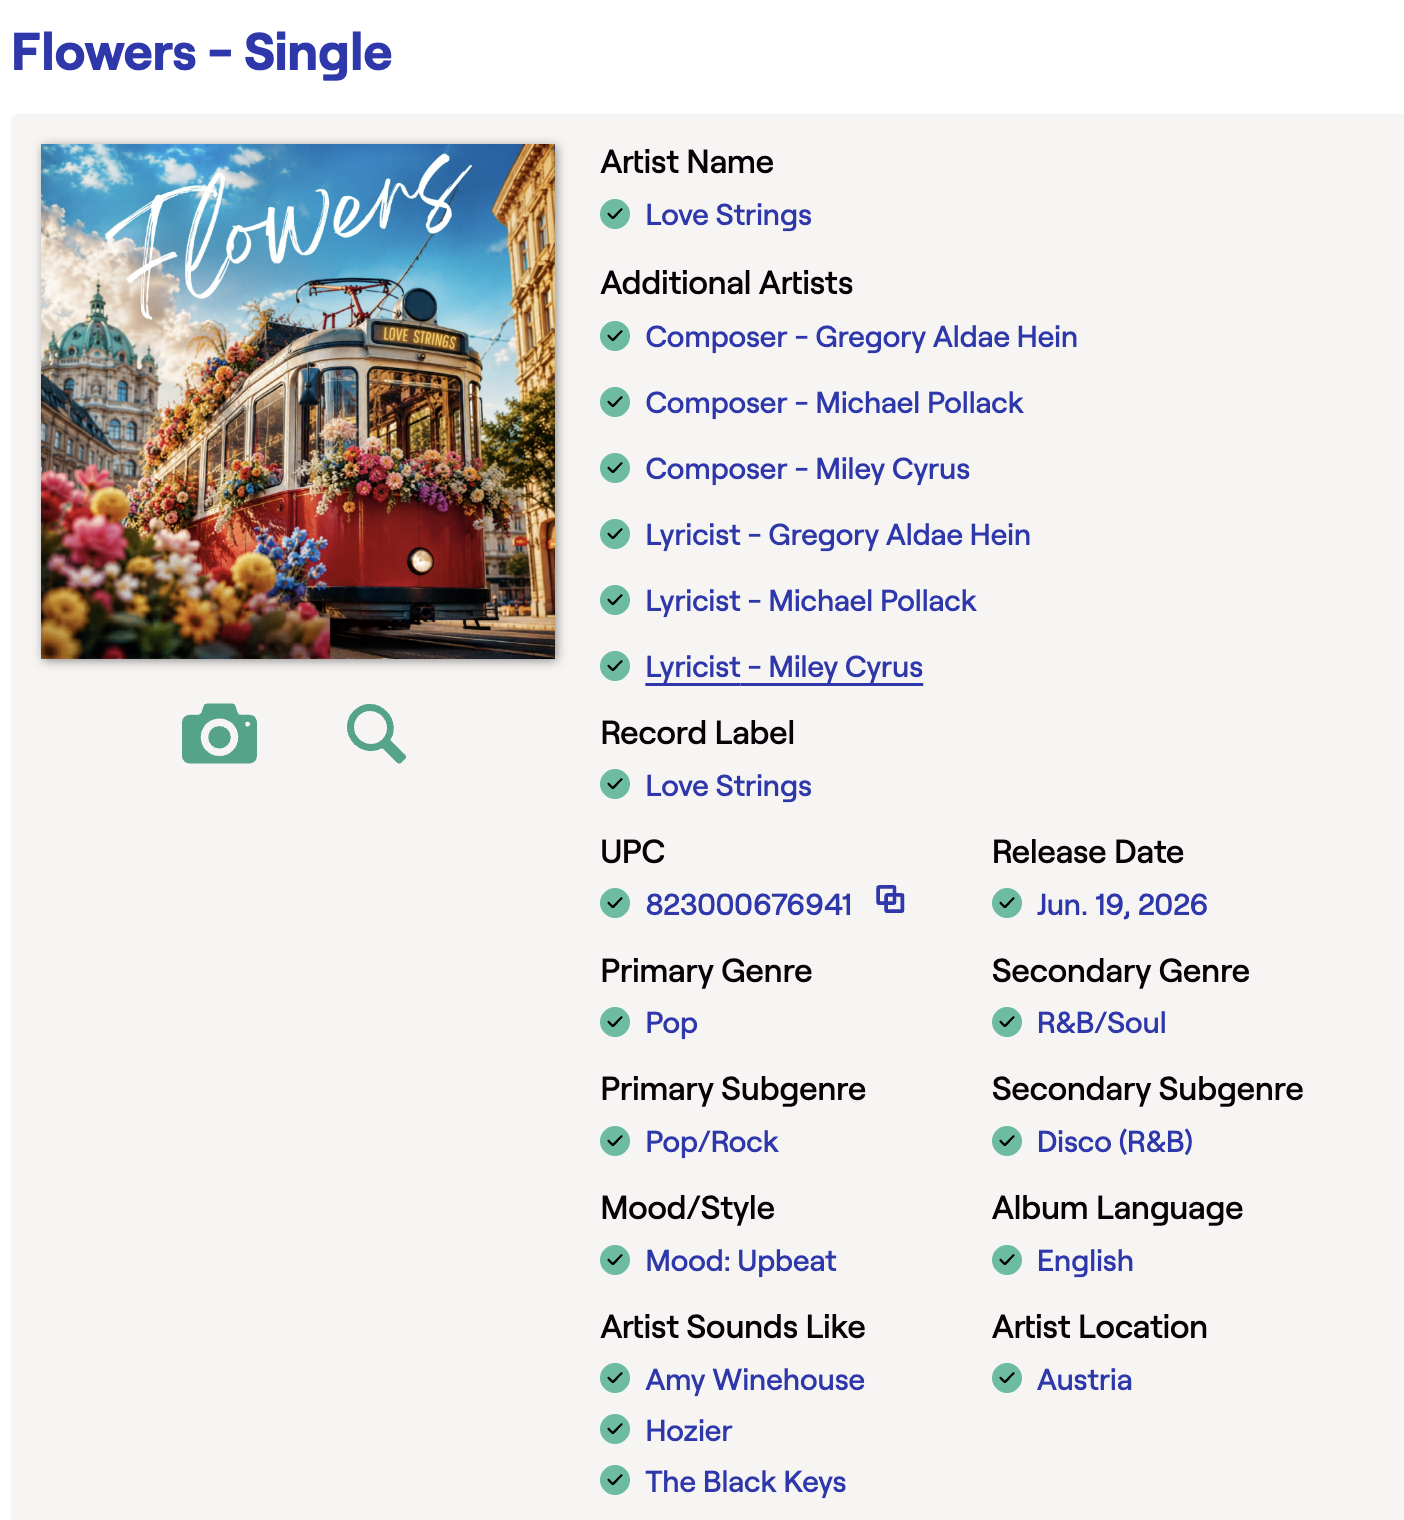 Flowers - Single
Flowers
LOVE STRINGS
Artist Name
Love Strings
Additional Artists
Composer - Gregory Aldae Hein
Composer - Michael Pollack
Composer - Miley Cyrus
Lyricist - Gregory Aldae Hein
Lyricist - Michael Pollack
Lyricist - Miley Cyrus
Record Label
Love Strings
UPC
823000676941
Release Date
Jun. 19, 2026
Primary Genre
Pop
Secondary Genre
R&B/Soul
Primary Subgenre
Pop/Rock
Secondary Subgenre
Disco (R&B)
Mood/Style
Mood: Upbeat
Album Language
English
Artist Sounds Like
Amy Winehouse
Hozier
The Black Keys
Artist Location
Austria